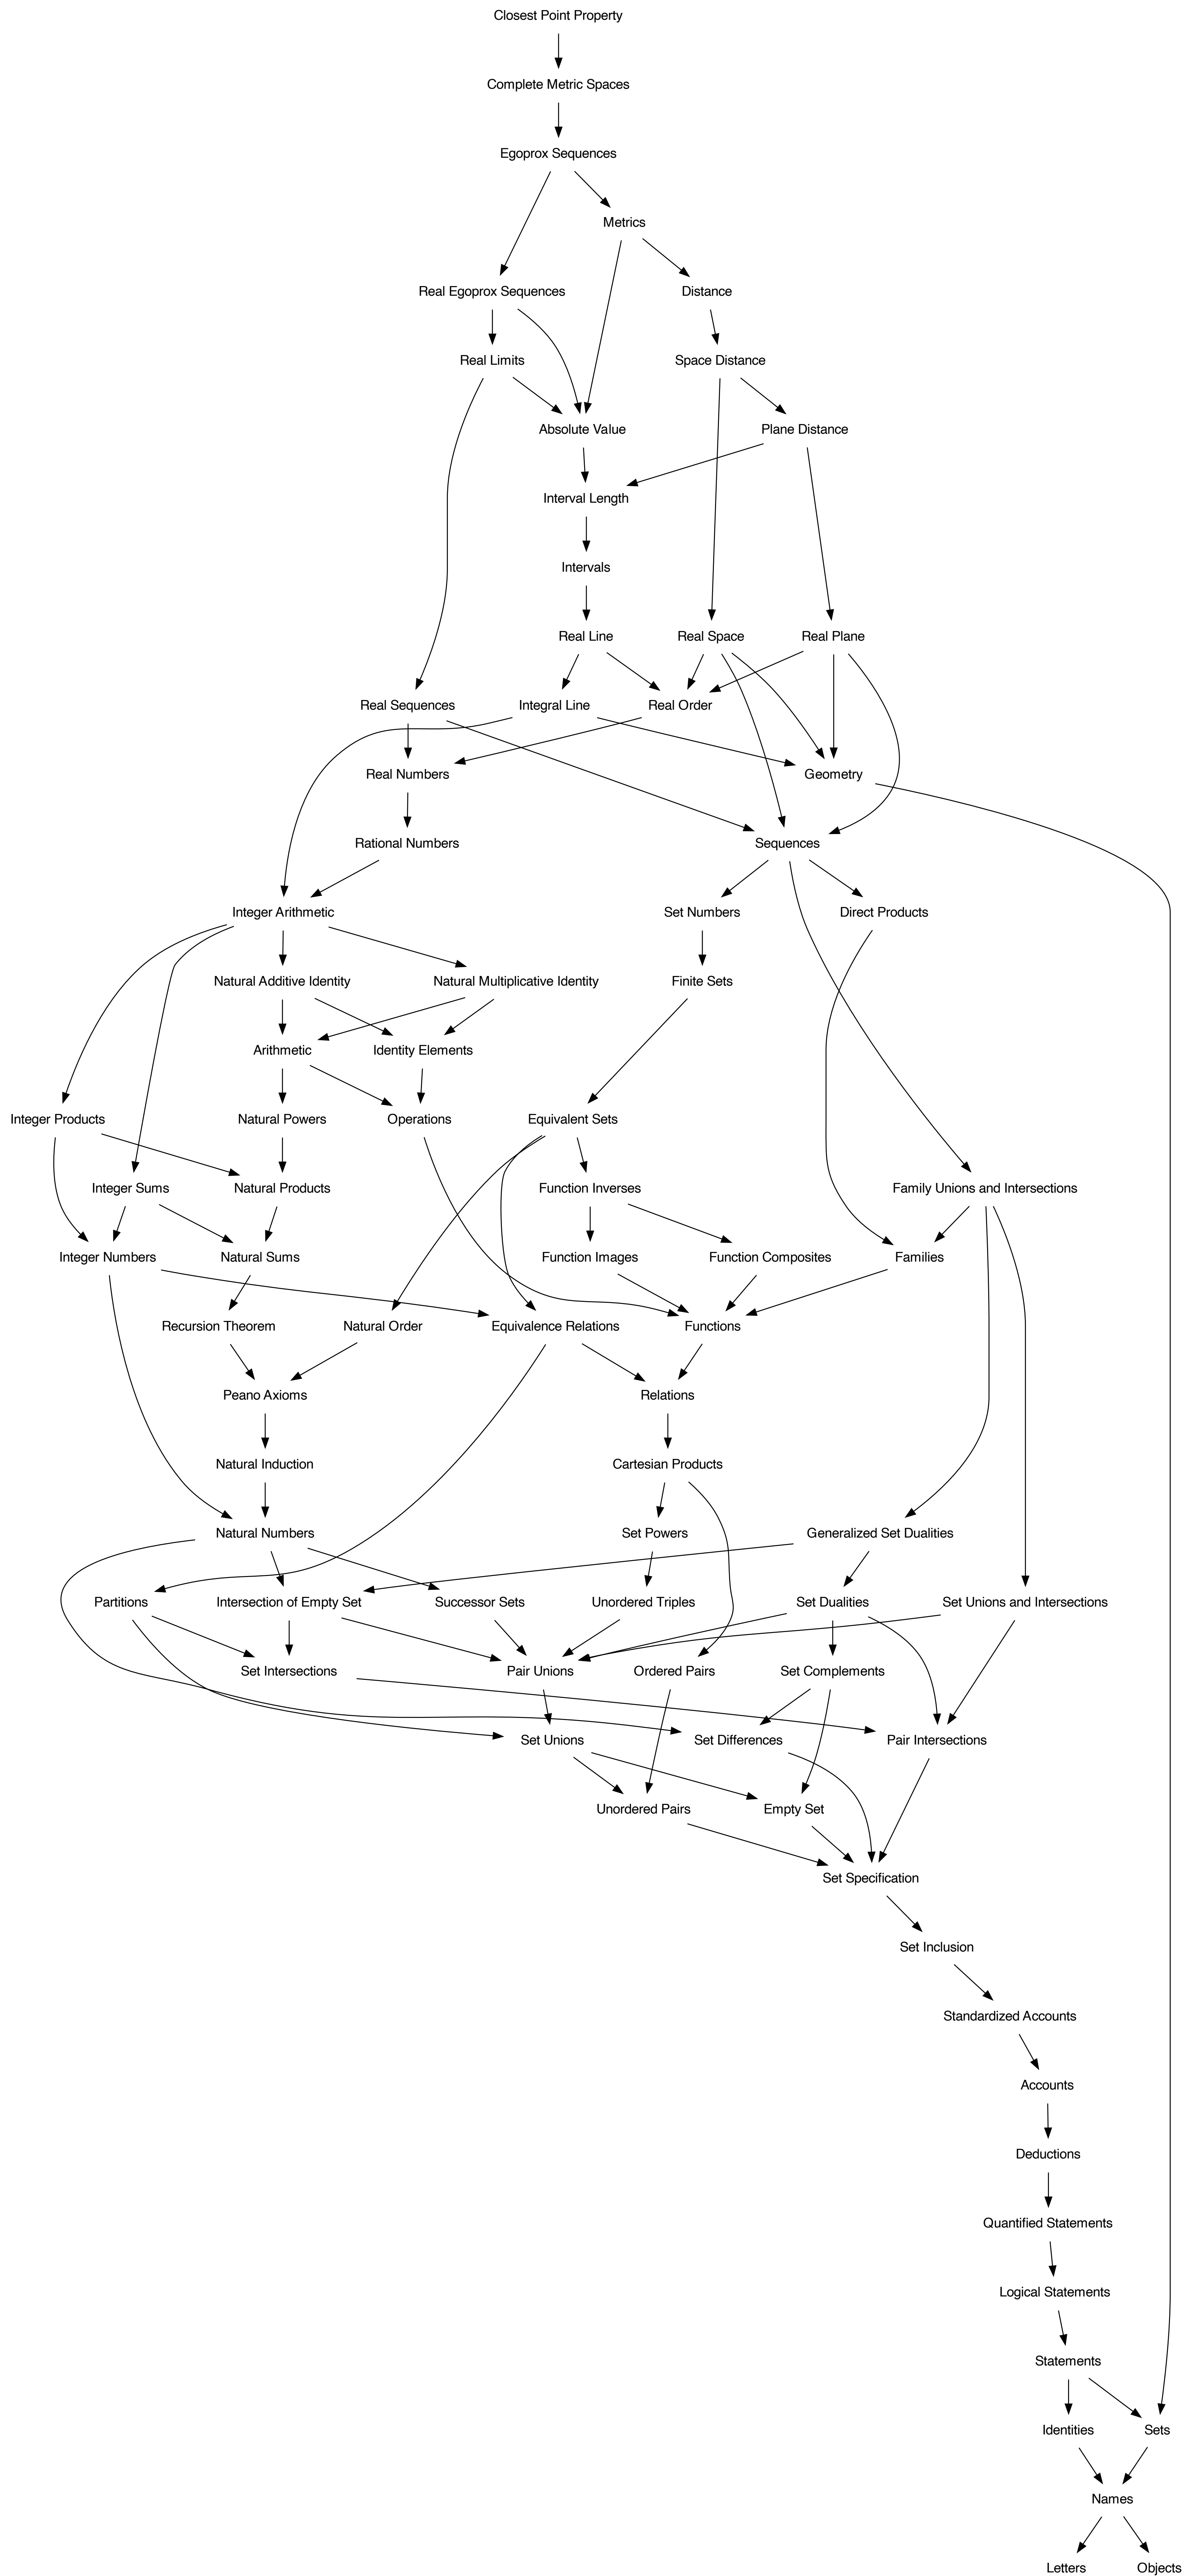 Closest Point Property
Complete Metric Spaces
Egoprox Sequences
Metrics
Real Egoprox Sequences
Distance
Real Limits
Space Distance
Absolute Value
Plane Distance
Interval Length
Intervals
Real Line
Real Space
Real Plane
Real Sequences
Integral Line
Real Order
Real Numbers
Geometry
Rational Numbers
Sequences
Integer Arithmetic
Set Numbers
Direct Products
Natural Additive Identity
Natural Multiplicative Identity
Finite Sets
Arithmetic
Identity Elements
Integer Products
Natural Powers
Operations
Equivalent Sets
Integer Sums
Natural Products
Function Inverses
Family Unions and Intersections
Integer Numbers
Natural Sums
Function Images
Function Composites
Families
Recursion Theorem
Natural Order
Equivalence Relations
Functions
Peano Axioms
Relations
Natural Induction
Cartesian Products
Natural Numbers
Set Powers
Generalized Set Dualities
Partitions
Intersection of Empty Set
Successor Sets
Unordered Triples
Set Dualities
Set Unions and Intersections
Set Intersections
Pair Unions
Ordered Pairs
Set Complements
Set Unions
Set Differences
Pair Intersections
Unordered Pairs
Empty Set
Set Specification
Set Inclusion
Standardized Accounts
Accounts
Deductions
Quantified Statements
Logical Statements
Statements
Identities
Sets
Names
Letters
Objects